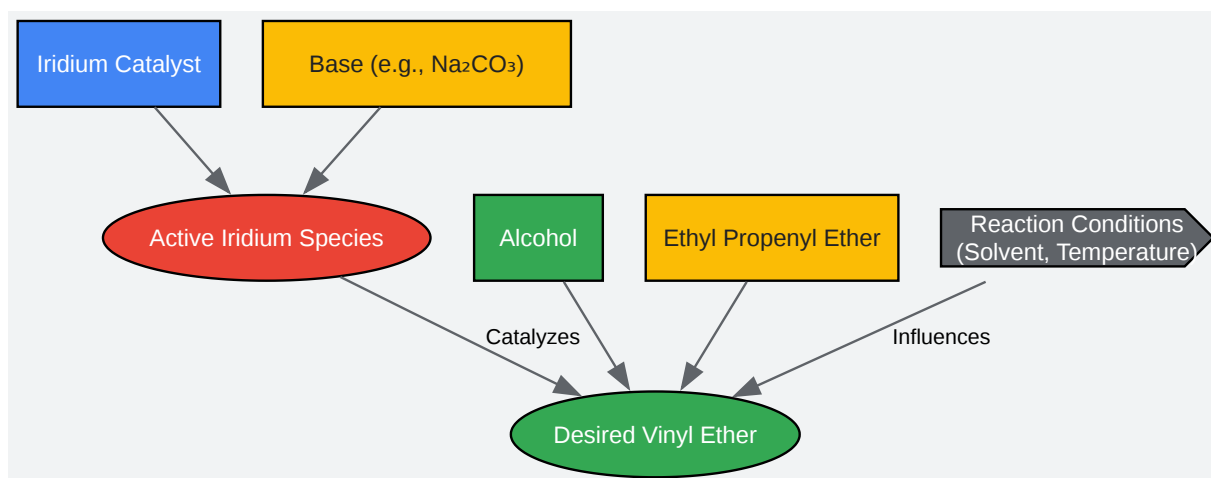 Iridium Catalyst
Base (e.g., Na₂CO₃)
Active Iridium Species
Alcohol
Ethyl Propenyl Ether
Reaction Conditions
(Solvent, Temperature)
Catalyzes
Influences
Desired Vinyl Ether